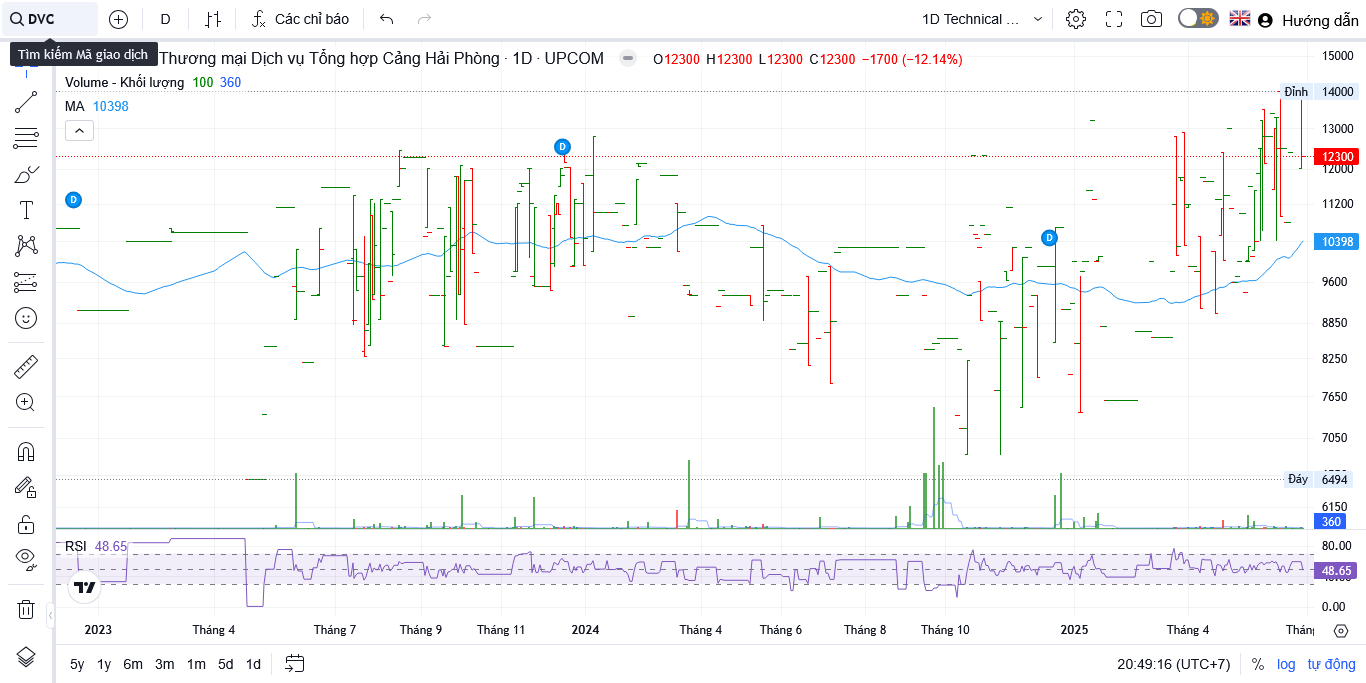 DVC D Các chỉ báo 1D Technical ... Hướng dẫn
Tìm kiếm Mã giao dịch
Thương mại Dịch vụ Tổng hợp Cảng Hải Phòng · 1D · UPCOM O12300 H12300 L12300 C12300 −1700 (−12.14%)
Volume - Khối lượng 100 360
MA 10398
15000
Đỉnh 14000
13000
12300
12000
11200
10398
9600
8850
8250
7650
7050
Đáy 6494
6150
360
D
D
D
RSI 48.65
80.00
48.65
0.00
2023 Tháng 4 Tháng 7 Tháng 9 Tháng 11 2024 Tháng 4 Tháng 6 Tháng 8 Tháng 10 2025 Tháng 4
5y 1y 6m 3m 1m 5d 1d 20:49:16 (UTC+7) % log tự động